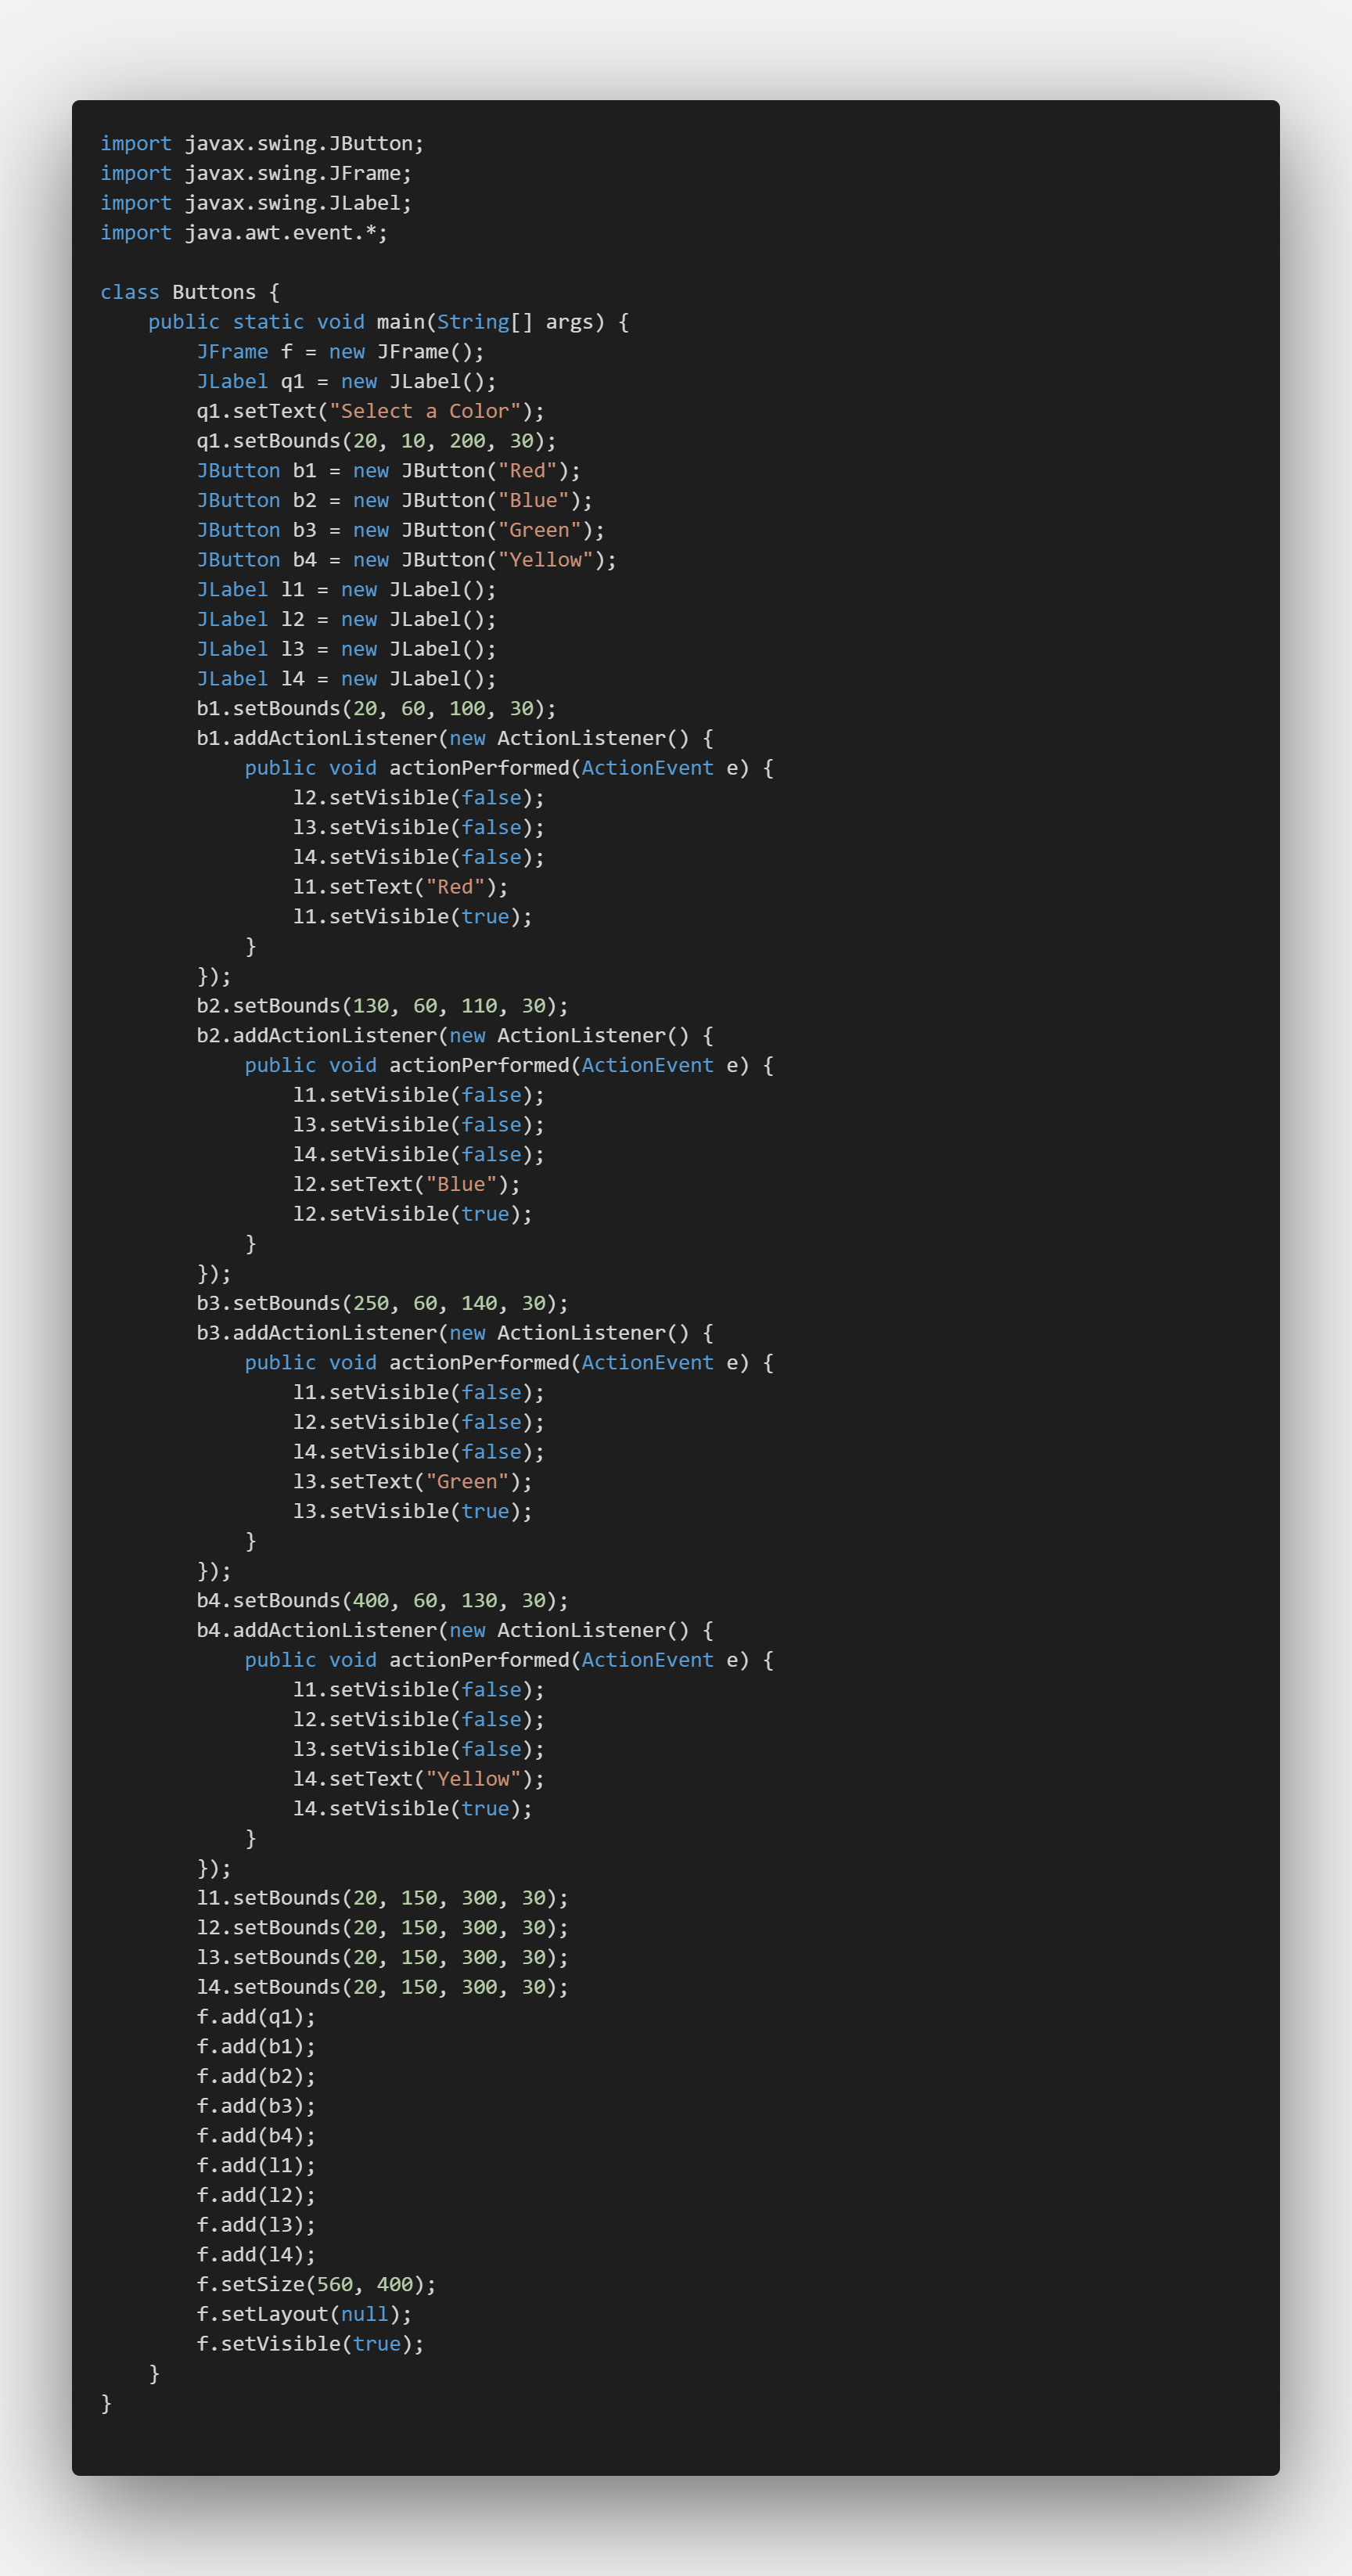 import javax.swing.JButton;
import javax.swing.JFrame;
import javax.swing.JLabel;
import java.awt.event.*;

class Buttons {
    public static void main(String[] args) {
        JFrame f = new JFrame();
        JLabel q1 = new JLabel();
        q1.setText("Select a Color");
        q1.setBounds(20, 10, 200, 30);
        JButton b1 = new JButton("Red");
        JButton b2 = new JButton("Blue");
        JButton b3 = new JButton("Green");
        JButton b4 = new JButton("Yellow");
        JLabel l1 = new JLabel();
        JLabel l2 = new JLabel();
        JLabel l3 = new JLabel();
        JLabel l4 = new JLabel();
        b1.setBounds(20, 60, 100, 30);
        b1.addActionListener(new ActionListener() {
            public void actionPerformed(ActionEvent e) {
                l2.setVisible(false);
                l3.setVisible(false);
                l4.setVisible(false);
                l1.setText("Red");
                l1.setVisible(true);
            }
        });
        b2.setBounds(130, 60, 110, 30);
        b2.addActionListener(new ActionListener() {
            public void actionPerformed(ActionEvent e) {
                l1.setVisible(false);
                l3.setVisible(false);
                l4.setVisible(false);
                l2.setText("Blue");
                l2.setVisible(true);
            }
        });
        b3.setBounds(250, 60, 140, 30);
        b3.addActionListener(new ActionListener() {
            public void actionPerformed(ActionEvent e) {
                l1.setVisible(false);
                l2.setVisible(false);
                l4.setVisible(false);
                l3.setText("Green");
                l3.setVisible(true);
            }
        });
        b4.setBounds(400, 60, 130, 30);
        b4.addActionListener(new ActionListener() {
            public void actionPerformed(ActionEvent e) {
                l1.setVisible(false);
                l2.setVisible(false);
                l3.setVisible(false);
                l4.setText("Yellow");
                l4.setVisible(true);
            }
        });
        l1.setBounds(20, 150, 300, 30);
        l2.setBounds(20, 150, 300, 30);
        l3.setBounds(20, 150, 300, 30);
        l4.setBounds(20, 150, 300, 30);
        f.add(q1);
        f.add(b1);
        f.add(b2);
        f.add(b3);
        f.add(b4);
        f.add(l1);
        f.add(l2);
        f.add(l3);
        f.add(l4);
        f.setSize(560, 400);
        f.setLayout(null);
        f.setVisible(true);
    }
}